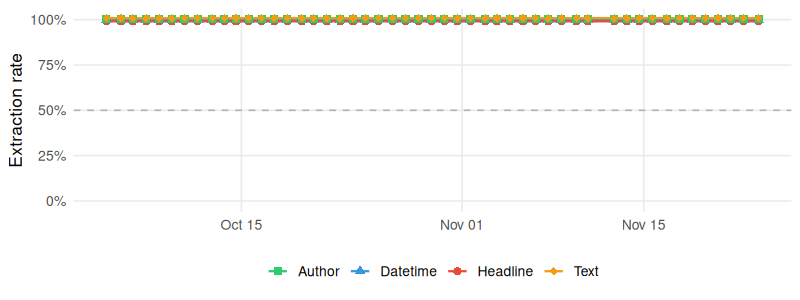 Extraction rate
100%
75%
50%
25%
0%
Oct 15 Nov 01 Nov 15
Author Datetime Headline Text